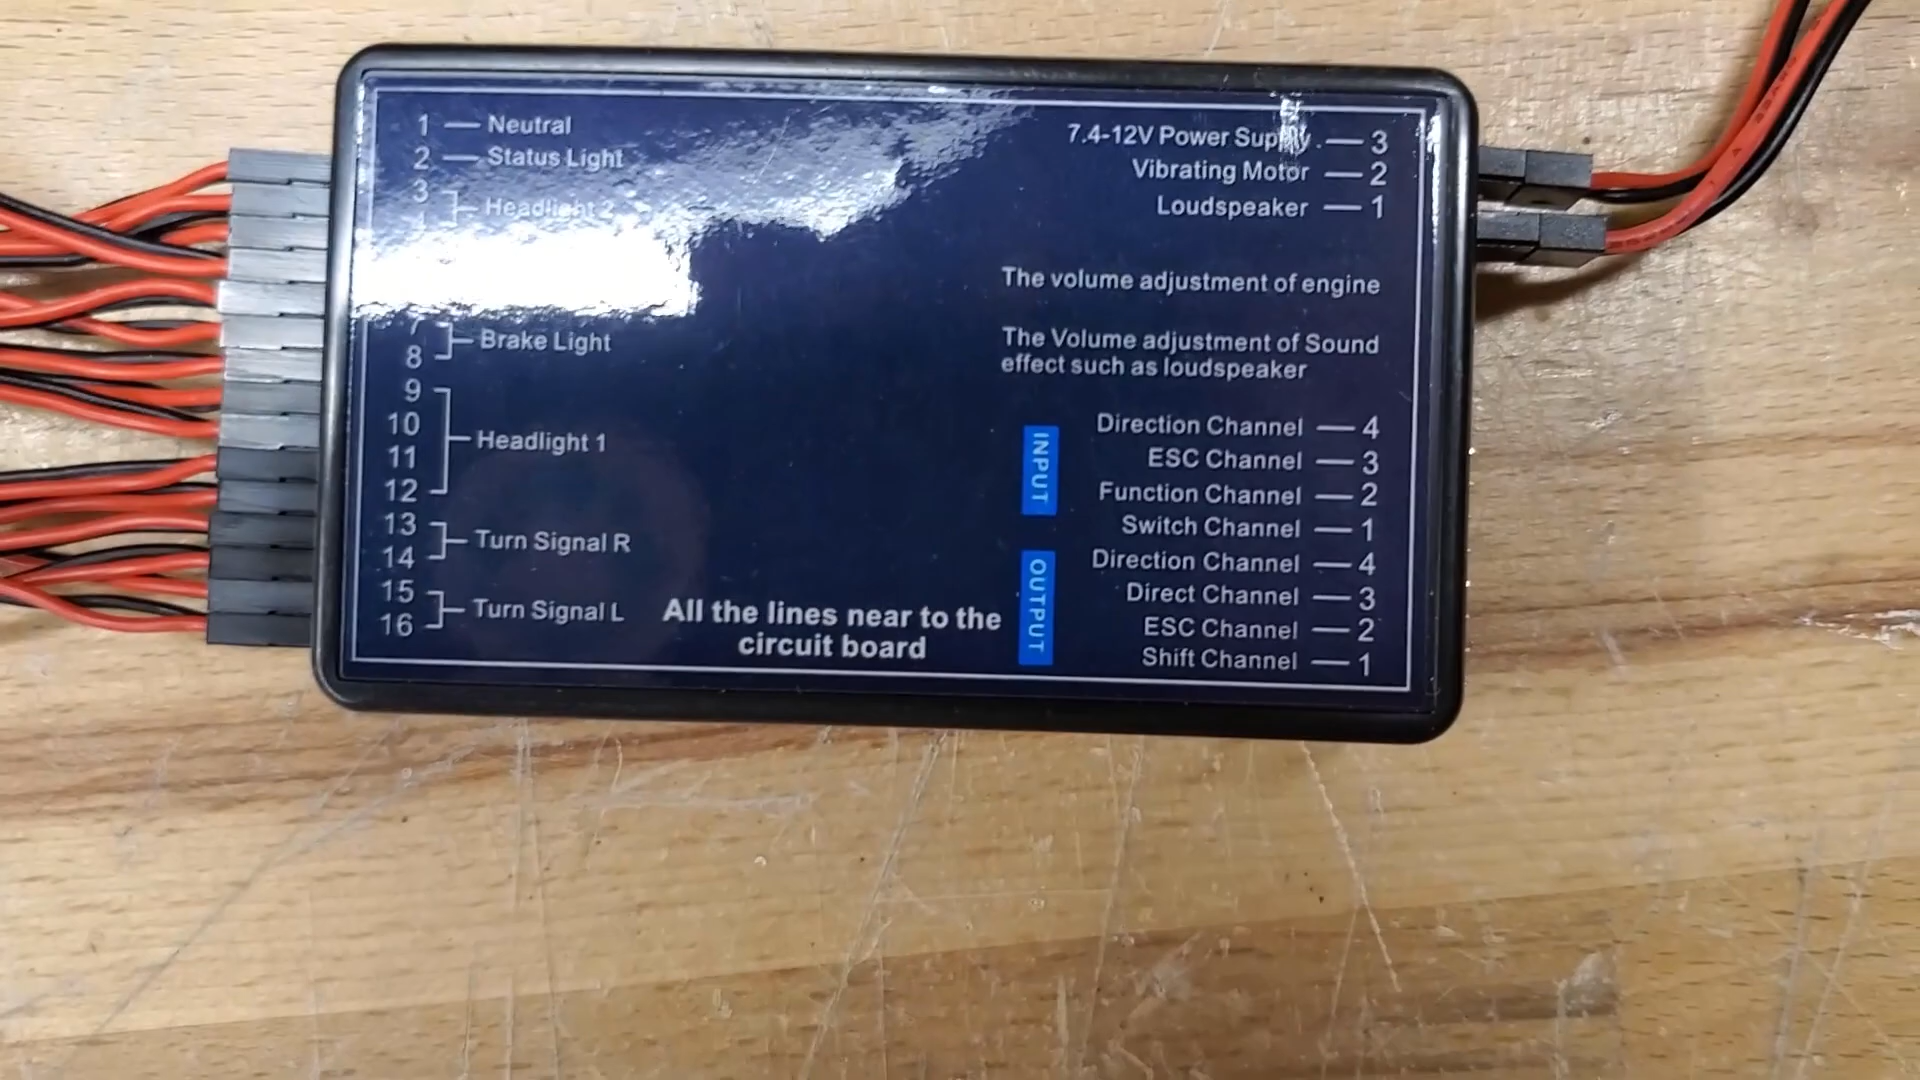 1 — Neutral
2 — Status Light
3
Headlight 2
7
8
Brake Light
9
10
11
12
Headlight 1
13
14
Turn Signal R
15
16
Turn Signal L
All the lines near to the
circuit board
7.4-12V Power Supply — 3
Vibrating Motor — 2
Loudspeaker — 1
The volume adjustment of engine
The Volume adjustment of Sound
effect such as loudspeaker
INPUT
Direction Channel — 4
ESC Channel — 3
Function Channel — 2
Switch Channel — 1
OUTPUT
Direction Channel — 4
Direct Channel — 3
ESC Channel — 2
Shift Channel — 1